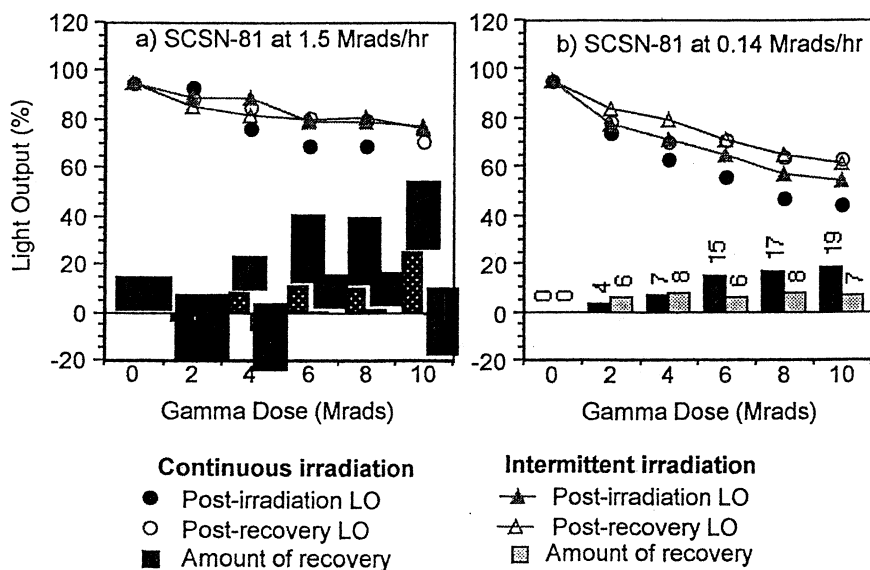 a) SCSN-81 at 1.5 Mrads/hr
120
100
80
60
40
20
0
-20
Light Output (%)
0 2 4 6 8 10
Gamma Dose (Mrads)
b) SCSN-81 at 0.14 Mrads/hr
120
100
80
60
40
20
0
-20
0 0 4 6 7 8 15 6 17 8 19 7
0 2 4 6 8 10
Gamma Dose (Mrads)
Continuous irradiation
Post-irradiation LO
Post-recovery LO
Amount of recovery
Intermittent irradiation
Post-irradiation LO
Post-recovery LO
Amount of recovery